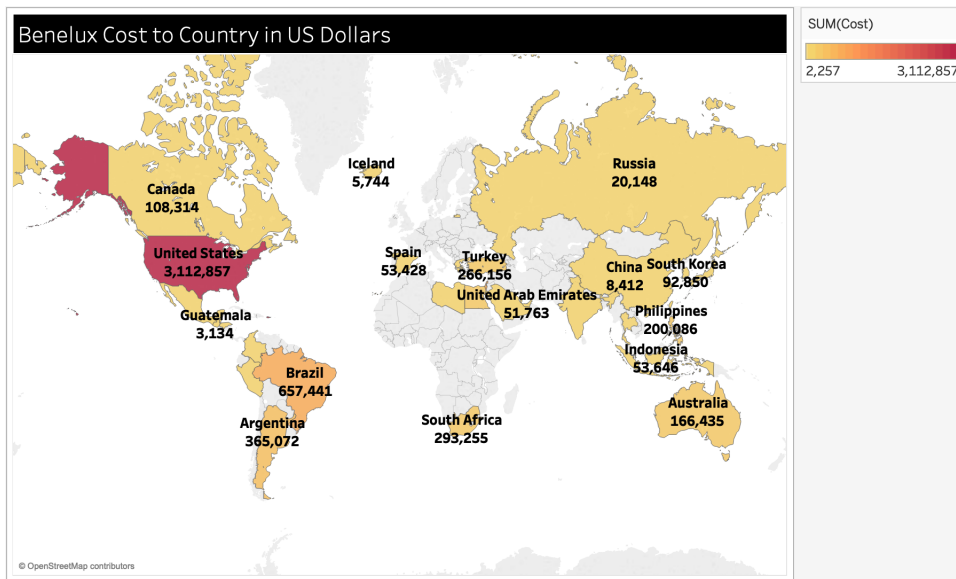 Benelux Cost to Country in US Dollars
SUM(Cost)
2,257 3,112,857
Iceland
5,744
Russia
20,148
Canada
108,314
United States
3,112,857
Spain
53,428
Turkey
266,156
China
8,412
South Korea
92,850
United Arab Emirates
51,763
Guatemala
3,134
Philippines
200,086
Indonesia
53,646
Brazil
657,441
Argentina
365,072
South Africa
293,255
Australia
166,435
© OpenStreetMap contributors